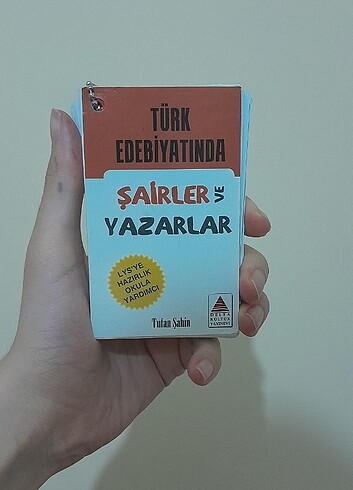 TÜRK
EDEBİYATINDA
ŞAİRLER VE
YAZARLAR
LYS'YE
HAZIRLIK
OKULA
YARDIMCI
Tufan Şahin
DELTA
KÜLTÜR
YAYINEVİ